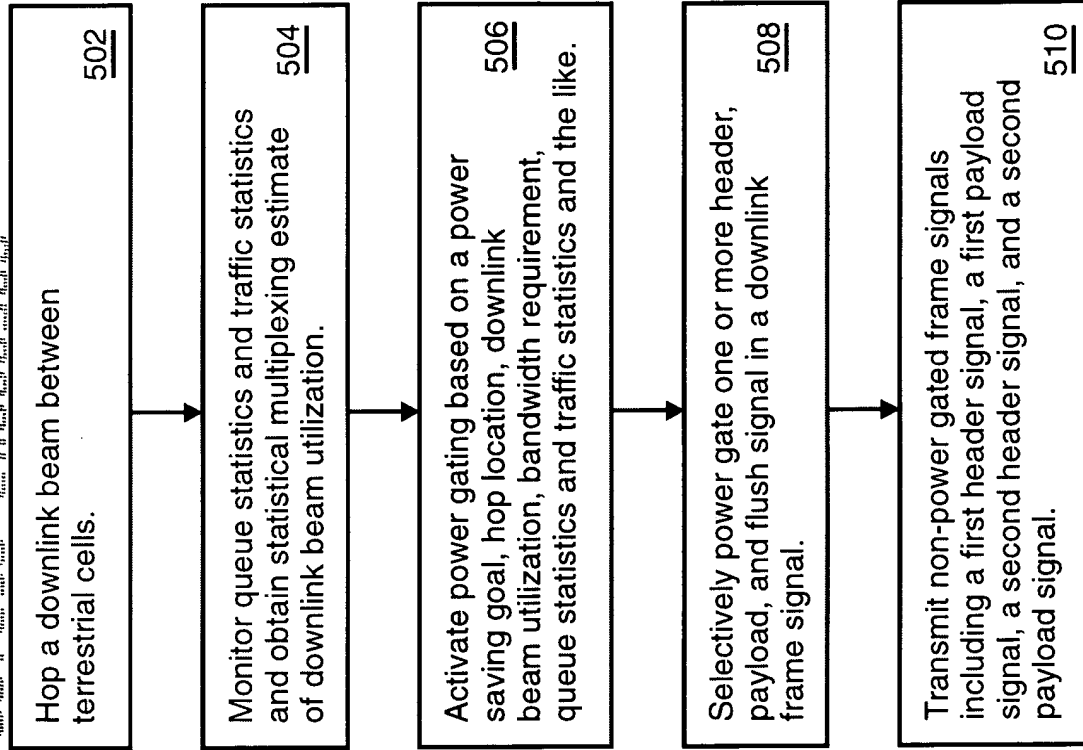 Hop a downlink beam between
terrestrial cells.
502
Monitor queue statistics and traffic statistics
and obtain statistical multiplexing estimate
of downlink beam utilization.
504
Activate power gating based on a power
saving goal, hop location, downlink
beam utilization, bandwidth requirement,
queue statistics and traffic statistics and the like.
506
Selectively power gate one or more header,
payload, and flush signal in a downlink
frame signal.
508
Transmit non-power gated frame signals
including a first header signal, a first payload
signal, a second header signal, and a second
payload signal.
510